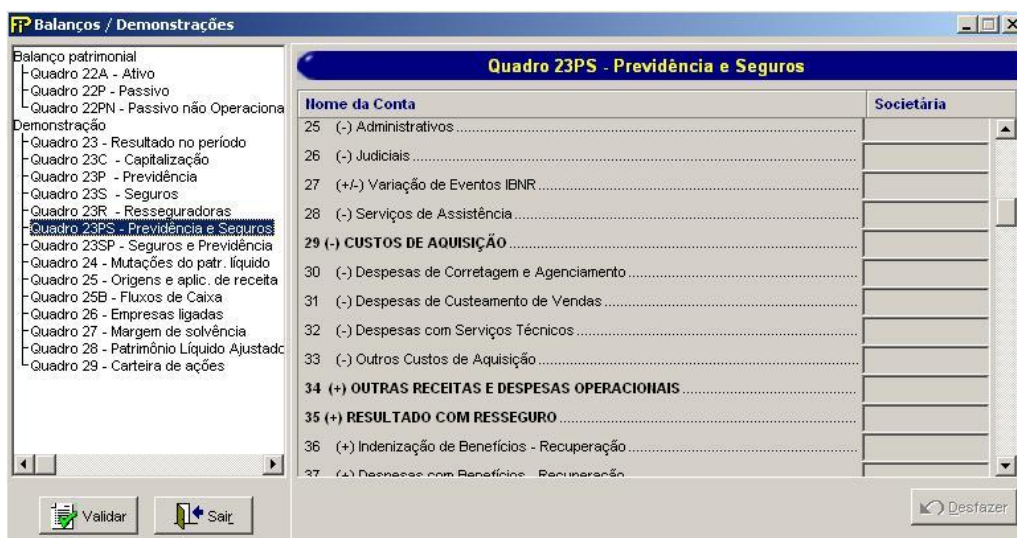 FIP Balanços / Demonstrações
Balanço patrimonial
Quadro 22A - Ativo
Quadro 22P - Passivo
Quadro 22PN - Passivo não Operaciona
Demonstração
Quadro 23 - Resultado no período
Quadro 23C - Capitalização
Quadro 23P - Previdência
Quadro 23S - Seguros
Quadro 23R - Resseguradoras
Quadro 23PS - Previdência e Seguros
Quadro 23SP - Seguros e Previdência
Quadro 24 - Mutações do patr. líquido
Quadro 25 - Origens e aplic. de receita
Quadro 25B - Fluxos de Caixa
Quadro 26 - Empresas ligadas
Quadro 27 - Margem de solvência
Quadro 28 - Patrimônio Líquido Ajustado
Quadro 29 - Carteira de ações
Validar
Sair
Quadro 23PS - Previdência e Seguros
Nome da Conta Societária
25 (-) Administrativos
26 (-) Judiciais
27 (+/-) Variação de Eventos IBNR
28 (-) Serviços de Assistência
29 (-) CUSTOS DE AQUISIÇÃO
30 (-) Despesas de Corretagem e Agenciamento
31 (-) Despesas de Custeamento de Vendas
32 (-) Despesas com Serviços Técnicos
33 (-) Outros Custos de Aquisição
34 (+) OUTRAS RECEITAS E DESPESAS OPERACIONAIS
35 (+) RESULTADO COM RESSEGURO
36 (+) Indenização de Benefícios - Recuperação
37 (+) Despesas com Benefícios - Recuperação
Desfazer